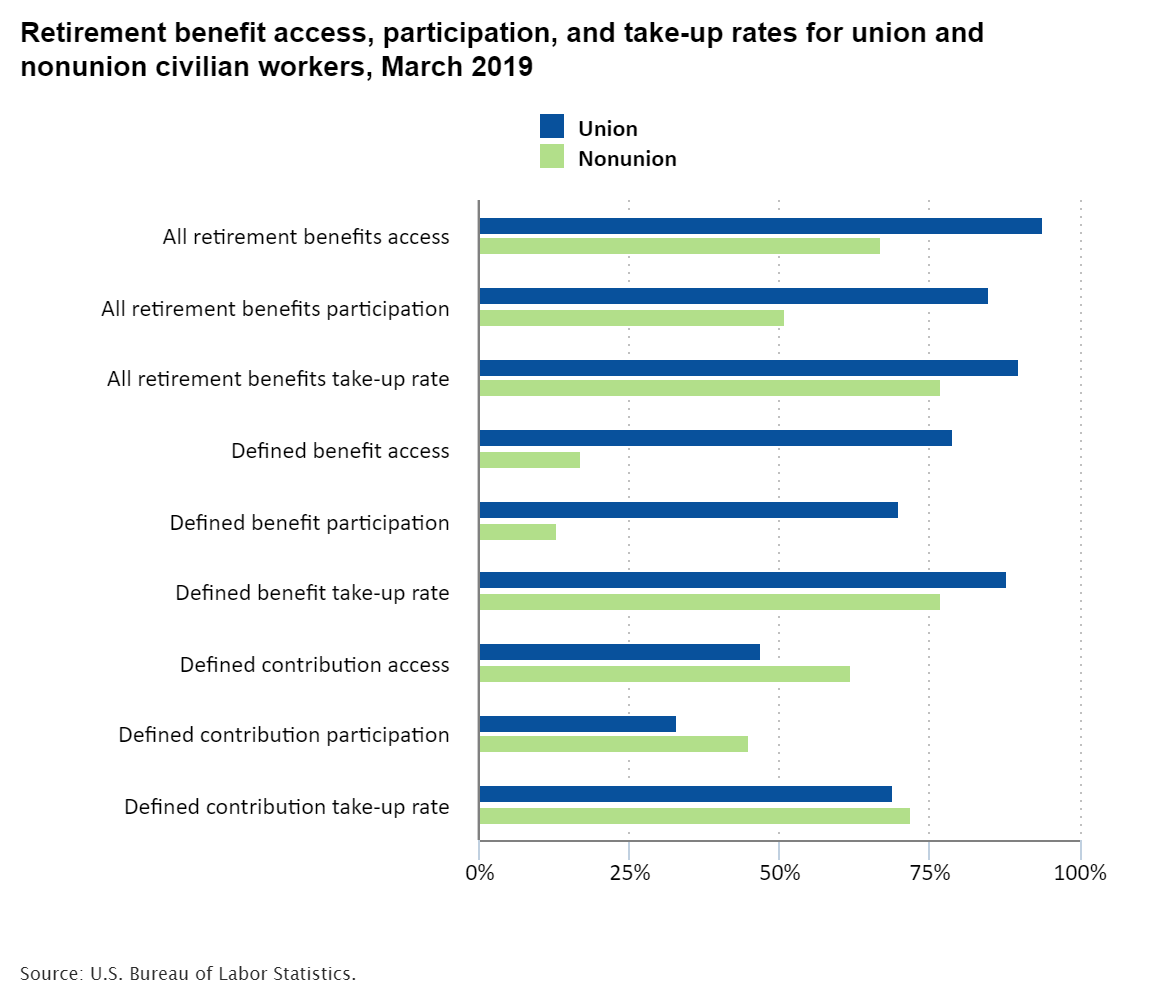 Retirement benefit access, participation, and take-up rates for union and
nonunion civilian workers, March 2019
Union
Nonunion
All retirement benefits access
All retirement benefits participation
All retirement benefits take-up rate
Defined benefit access
Defined benefit participation
Defined benefit take-up rate
Defined contribution access
Defined contribution participation
Defined contribution take-up rate
0% 25% 50% 75% 100%
Source: U.S. Bureau of Labor Statistics.